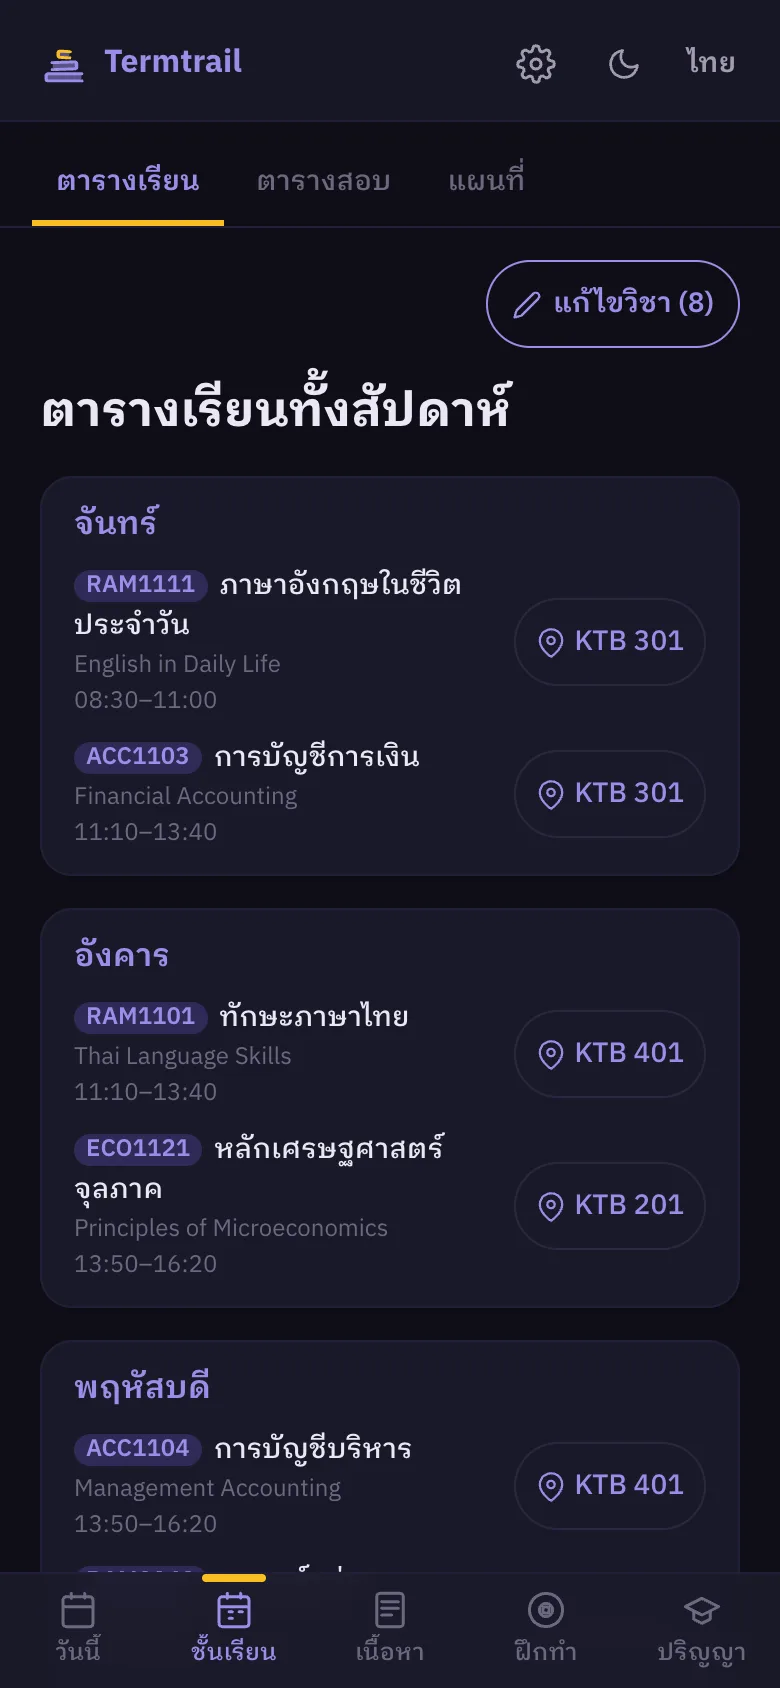 Termtrail
ไทย
ตารางเรียน ตารางสอบ แผนที่
แก้ไขวิชา (8)
ตารางเรียนทั้งสัปดาห์
จันทร์
RAM1111 ภาษาอังกฤษในชีวิต
ประจำวัน
English in Daily Life
08:30–11:00
KTB 301
ACC1103 การบัญชีการเงิน
Financial Accounting
11:10–13:40
KTB 301
อังคาร
RAM1101 ทักษะภาษาไทย
Thai Language Skills
11:10–13:40
KTB 401
ECO1121 หลักเศรษฐศาสตร์
จุลภาค
Principles of Microeconomics
13:50–16:20
KTB 201
พฤหัสบดี
ACC1104 การบัญชีบริหาร
Management Accounting
13:50–16:20
KTB 401
วันนี้ ชั้นเรียน เนื้อหา ฝึกทำ ปริญญา